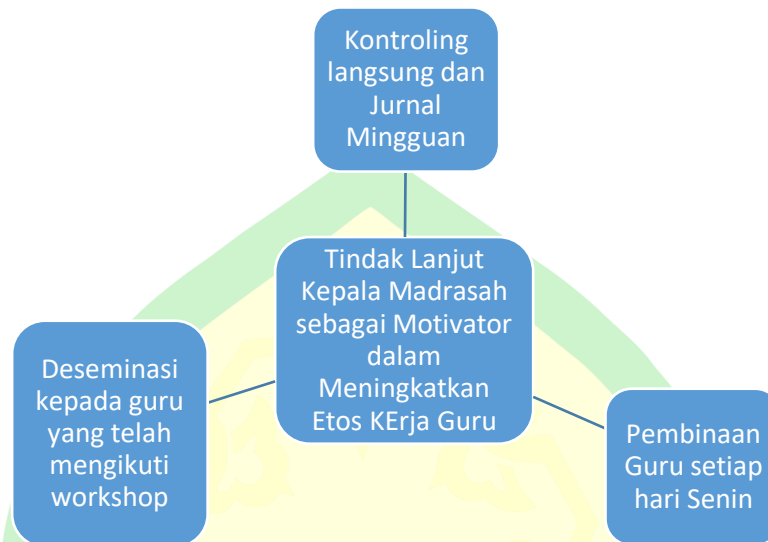 Kontroling
langsung dan
Jurnal
Mingguan
Tindak Lanjut
Kepala Madrasah
sebagai Motivator
dalam
Meningkatkan
Etos KErja Guru
Deseminasi
kepada guru
yang telah
mengikuti
workshop
Pembinaan
Guru setiap
hari Senin